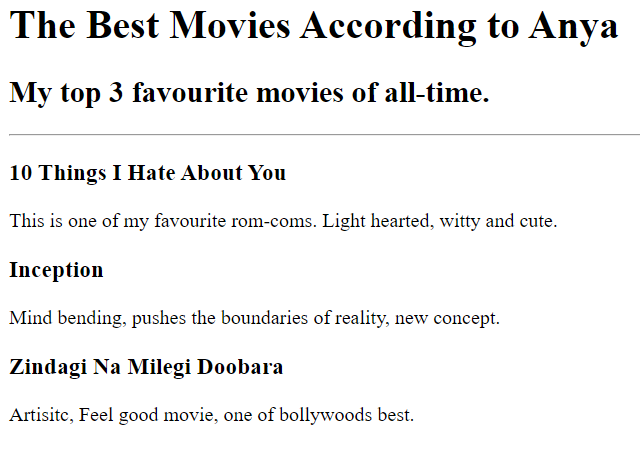 The Best Movies According to Anya
My top 3 favourite movies of all-time.
10 Things I Hate About You
This is one of my favourite rom-coms. Light hearted, witty and cute.
Inception
Mind bending, pushes the boundaries of reality, new concept.
Zindagi Na Milegi Doobara
Artisitc, Feel good movie, one of bollywoods best.